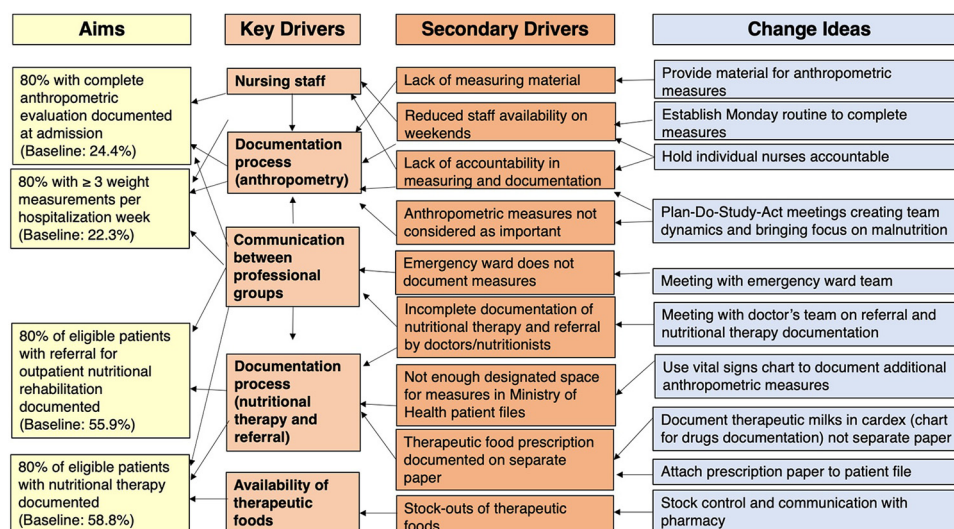 Aims
Key Drivers
Secondary Drivers
Change Ideas
80% with complete
anthropometric
evaluation documented
at admission
(Baseline: 24.4%)
80% with ≥ 3 weight
measurements per
hospitalization week
(Baseline: 22.3%)
80% of eligible patients
with referral for
outpatient nutritional
rehabilitation
documented
(Baseline: 55.9%)
80% of eligible patients
with nutritional therapy
documented
(Baseline: 58.8%)
Nursing staff
Documentation
process
(anthropometry)
Communication
between
professional
groups
Documentation
process
(nutritional
therapy and
referral)
Availability of
therapeutic
foods
Lack of measuring material
Reduced staff availability on
weekends
Lack of accountability in
measuring and documentation
Anthropometric measures not
considered as important
Emergency ward does not
document measures
Incomplete documentation of
nutritional therapy and referral
by doctors/nutritionists
Not enough designated space
for measures in Ministry of
Health patient files
Therapeutic food prescription
documented on separate
paper
Stock-outs of therapeutic
foods
Provide material for anthropometric
measures
Establish Monday routine to complete
measures
Hold individual nurses accountable
Plan-Do-Study-Act meetings creating team
dynamics and bringing focus on malnutrition
Meeting with emergency ward team
Meeting with doctor's team on referral and
nutritional therapy documentation
Use vital signs chart to document additional
anthropometric measures
Document therapeutic milks in cardex (chart
for drugs documentation) not separate paper
Attach prescription paper to patient file
Stock control and communication with
pharmacy